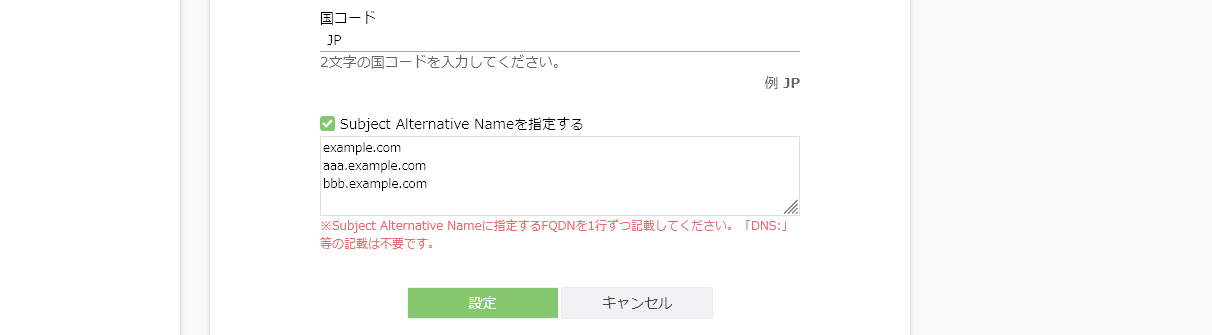 国コード
JP
2文字の国コードを入力してください。
例 JP
Subject Alternative Nameを指定する
example.com
aaa.example.com
bbb.example.com
※Subject Alternative Nameに指定するFQDNを1行ずつ記載してください。「DNS:」
等の記載は不要です。
設定
キャンセル